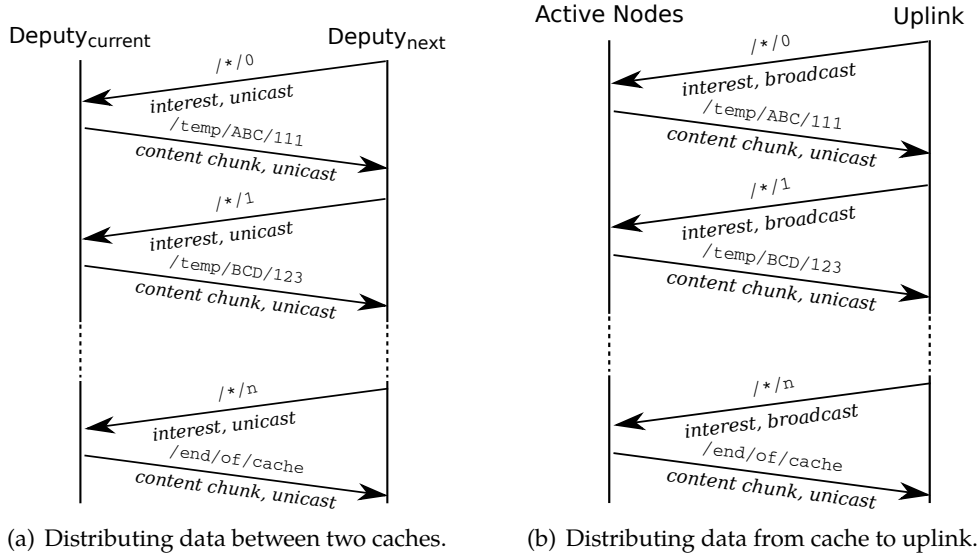 Deputycurrent
Deputynext
/*/0
interest, unicast
/temp/ABC/111
content chunk, unicast
/*/1
interest, unicast
/temp/BCD/123
content chunk, unicast
/*/n
interest, unicast
/end/of/cache
content chunk, unicast
(a) Distributing data between two caches.
Active Nodes
Uplink
/*/0
interest, broadcast
/temp/ABC/111
content chunk, unicast
/*/1
interest, broadcast
/temp/BCD/123
content chunk, unicast
/*/n
interest, broadcast
/end/of/cache
content chunk, unicast
(b) Distributing data from cache to uplink.